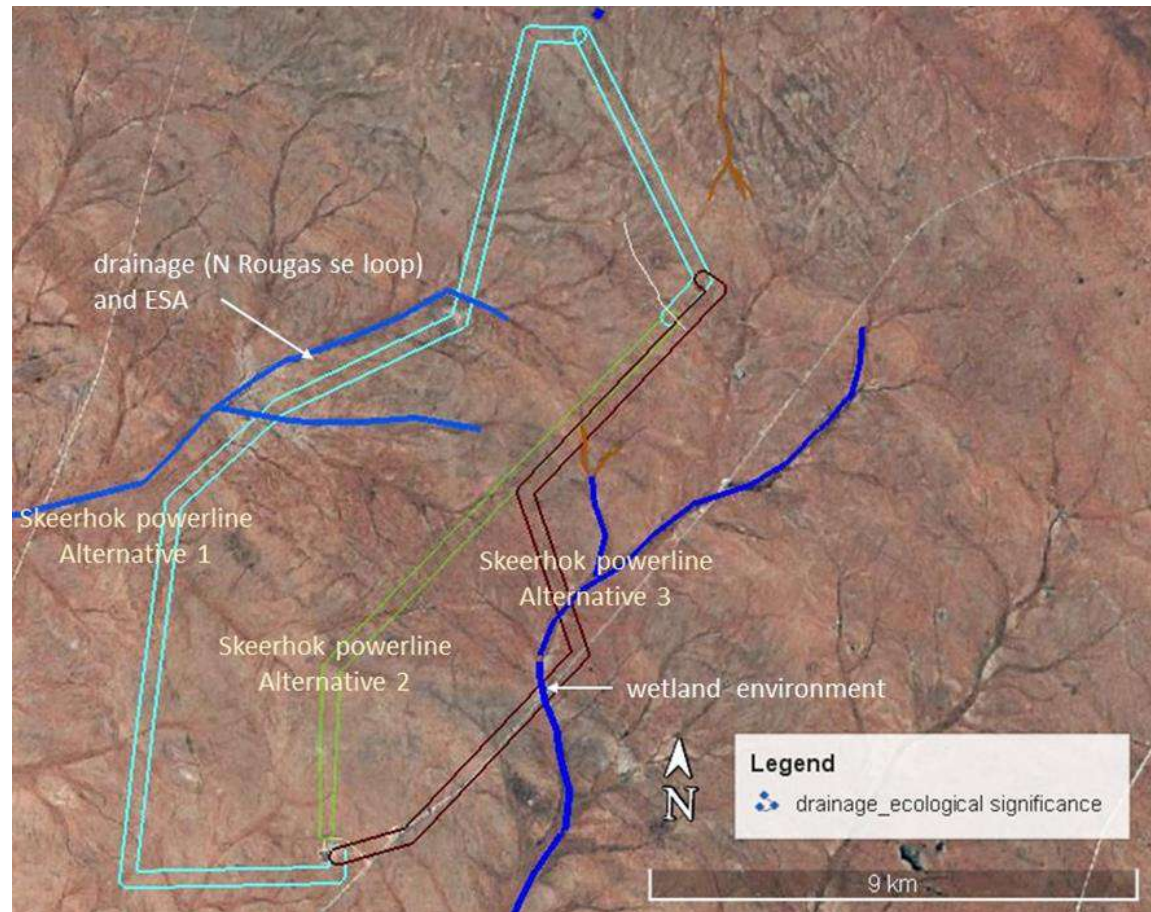 drainage (N Rougas se loop)
and ESA
Skeerhok powerline
Alternative 1
Skeerhok powerline
Alternative 3
Skeerhok powerline
Alternative 2
wetland environment
N
Legend
drainage_ecological significance
9 km